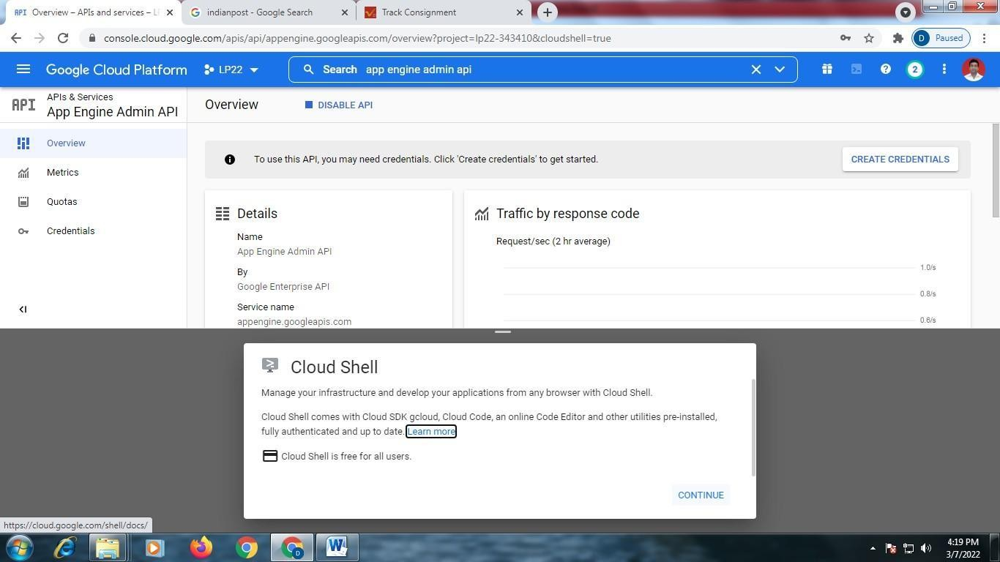 Overview – APIs and services – LP
indianpost - Google Search
Track Consignment
console.cloud.google.com/apis/api/appengine.googleapis.com/overview?project=lp22-343410&cloudshell=true
D Paused
Google Cloud Platform
LP22
Search app engine admin api
2
API
APIs & Services
App Engine Admin API
Overview
DISABLE API
Overview
Metrics
Quotas
Credentials
To use this API, you may need credentials. Click 'Create credentials' to get started.
CREATE CREDENTIALS
Details
Name
App Engine Admin API
By
Google Enterprise API
Service name
appengine.googleapis.com
Traffic by response code
Request/sec (2 hr average)
1.0/s
0.8/s
0.6/s
Cloud Shell
Manage your infrastructure and develop your applications from any browser with Cloud Shell.
Cloud Shell comes with Cloud SDK gcloud, Cloud Code, an online Code Editor and other utilities pre-installed,
fully authenticated and up to date. Learn more
Cloud Shell is free for all users.
CONTINUE
https://cloud.google.com/shell/docs/
4:19 PM
3/7/2022